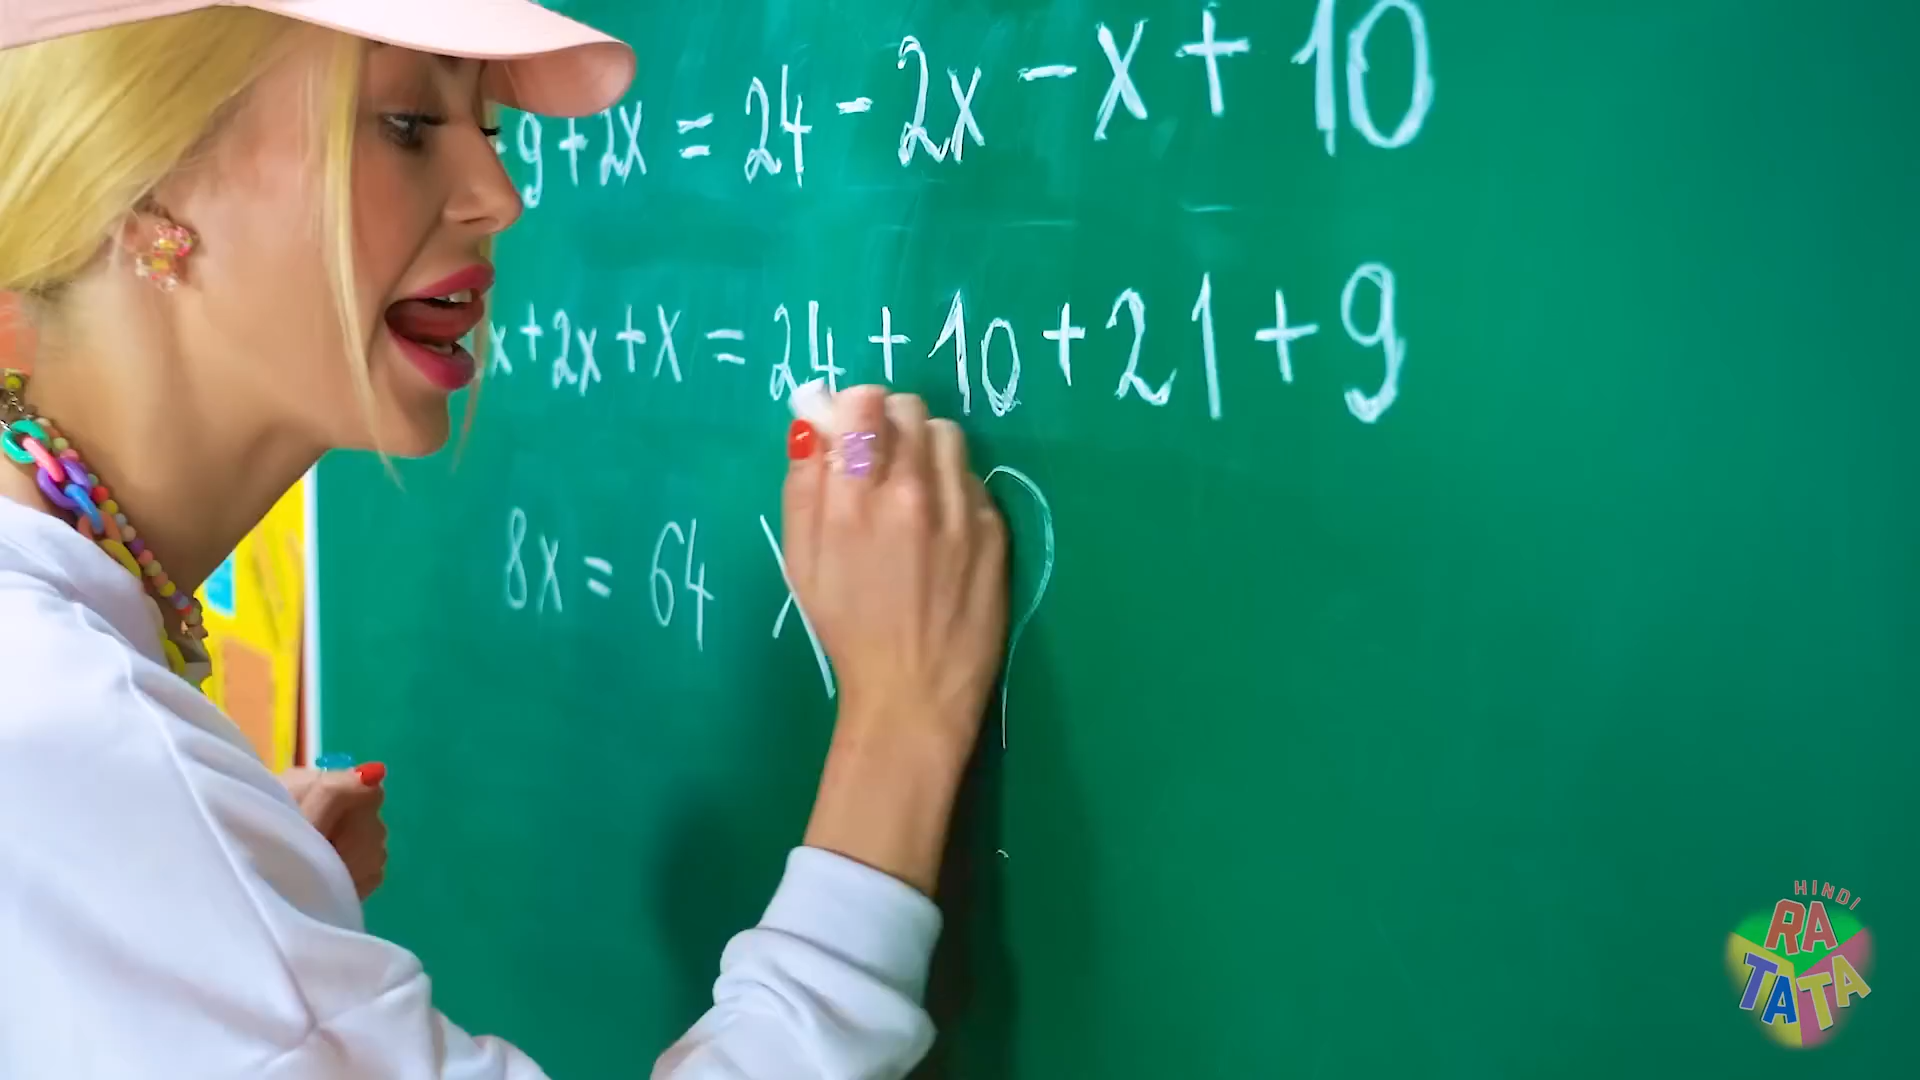 -9+2x = 24 - 2x - x + 10
x+2x+x = 24 + 10 + 21 + 9
8x = 64
HINDI
RA
TATA